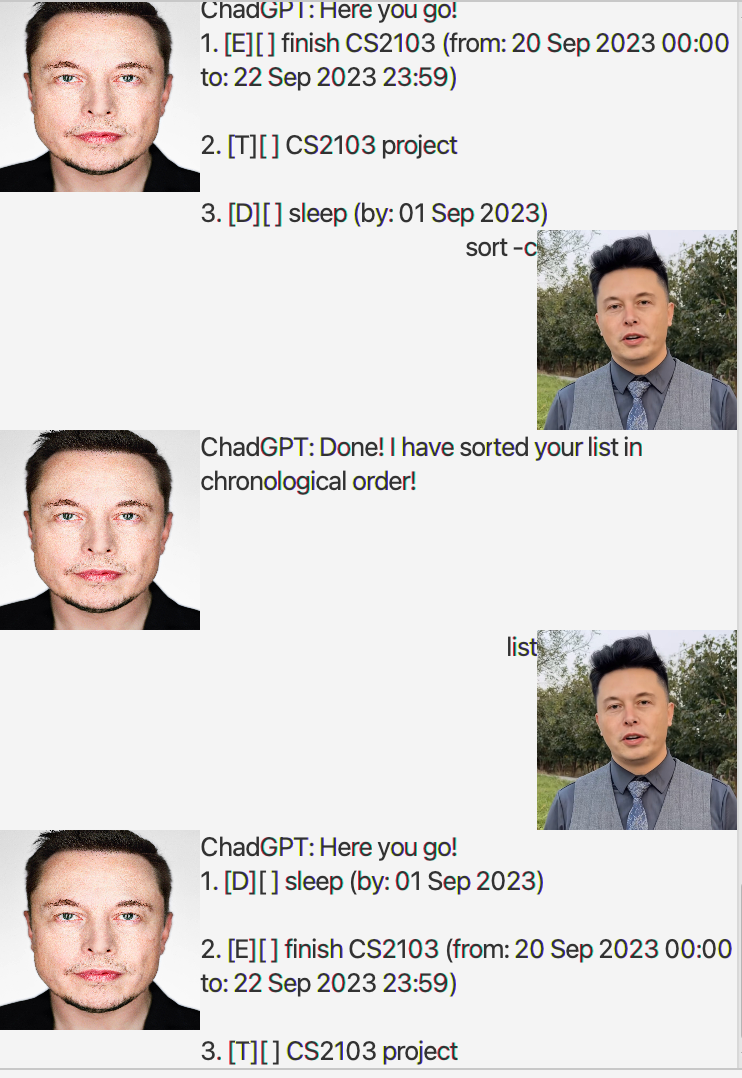 ChadGPT: Here you go!
1. [E][ ] finish CS2103 (from: 20 Sep 2023 00:00
to: 22 Sep 2023 23:59)
2. [T][ ] CS2103 project
3. [D][ ] sleep (by: 01 Sep 2023)
sort -c
ChadGPT: Done! I have sorted your list in
chronological order!
list
ChadGPT: Here you go!
1. [D][ ] sleep (by: 01 Sep 2023)
2. [E][ ] finish CS2103 (from: 20 Sep 2023 00:00
to: 22 Sep 2023 23:59)
3. [T][ ] CS2103 project